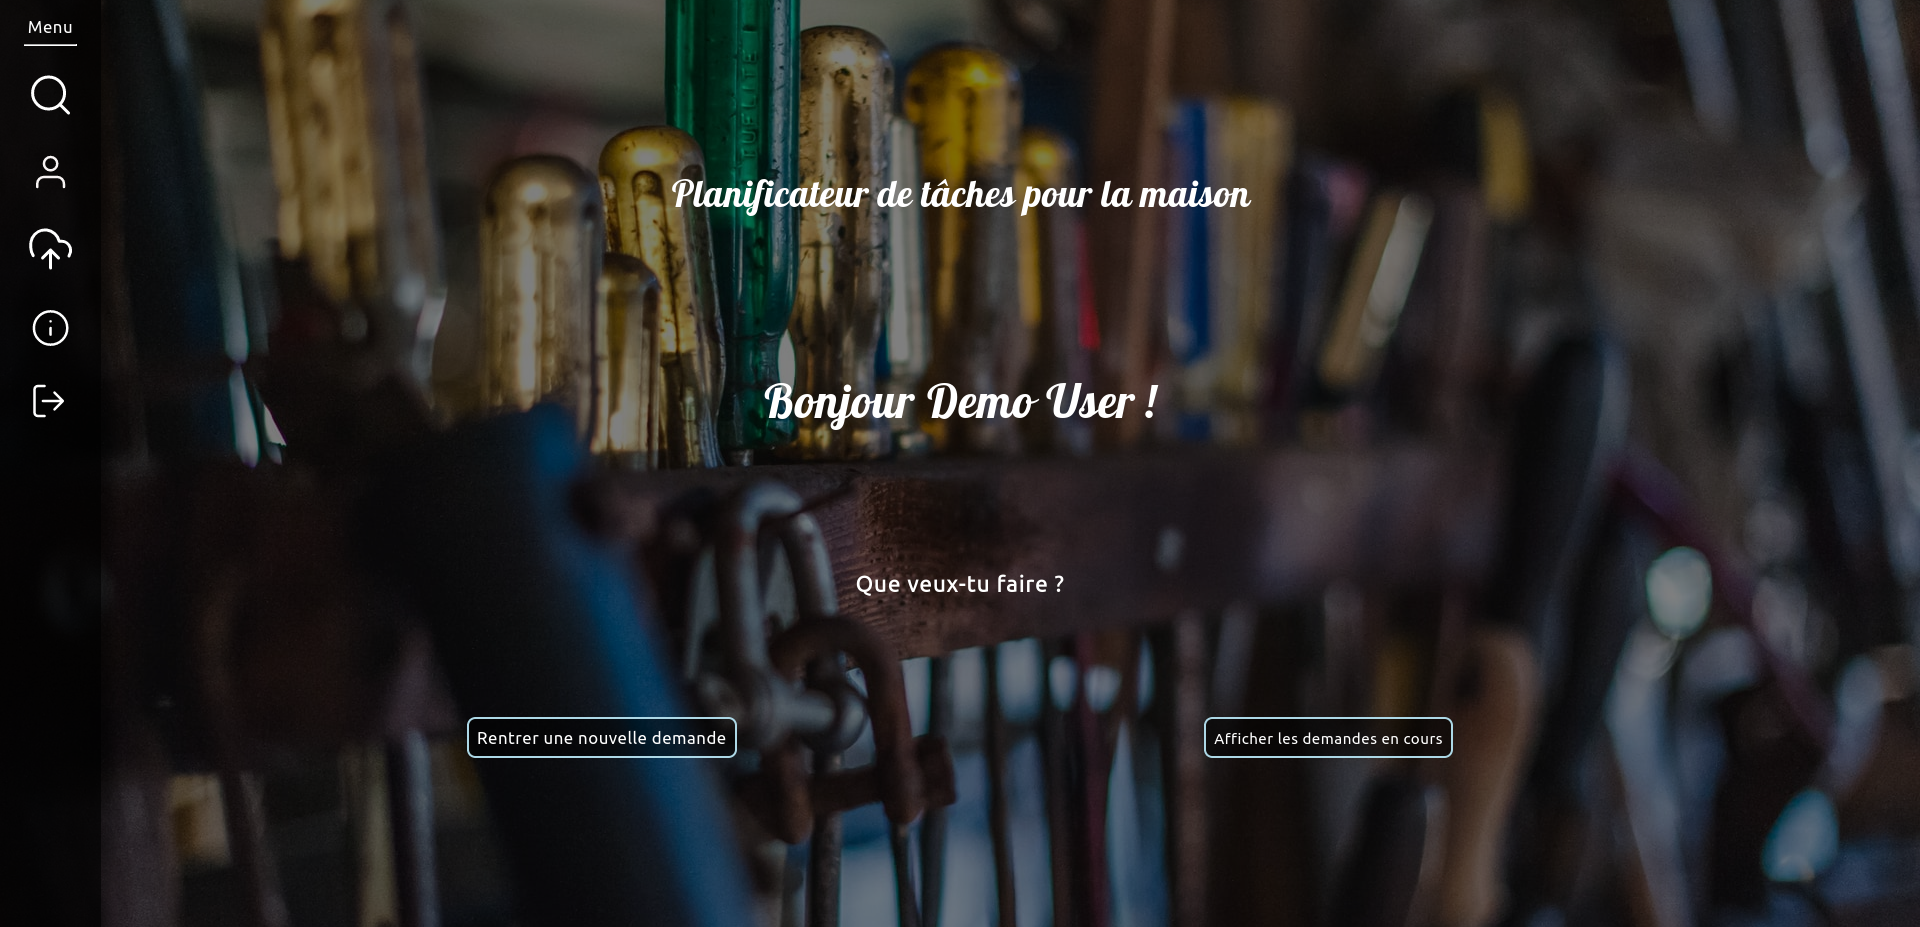 Menu
TUFLITE
Planificateur de tâches pour la maison
Bonjour Demo User !
Que veux-tu faire ?
Rentrer une nouvelle demande
Afficher les demandes en cours